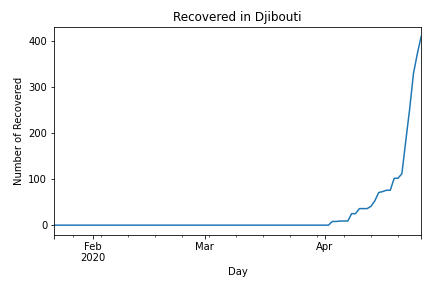 Recovered in Djibouti
400
300
200
100
0
Number of Recovered
Feb
2020
Mar
Apr
Day